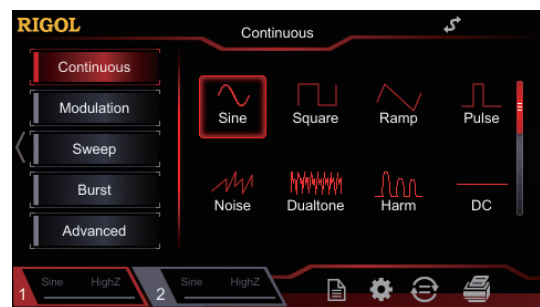 RIGOL
Continuous
Continuous
Modulation
Sweep
Burst
Advanced
Sine Square Ramp Pulse
Noise Dualtone Harm DC
1 Sine HighZ
2 Sine HighZ